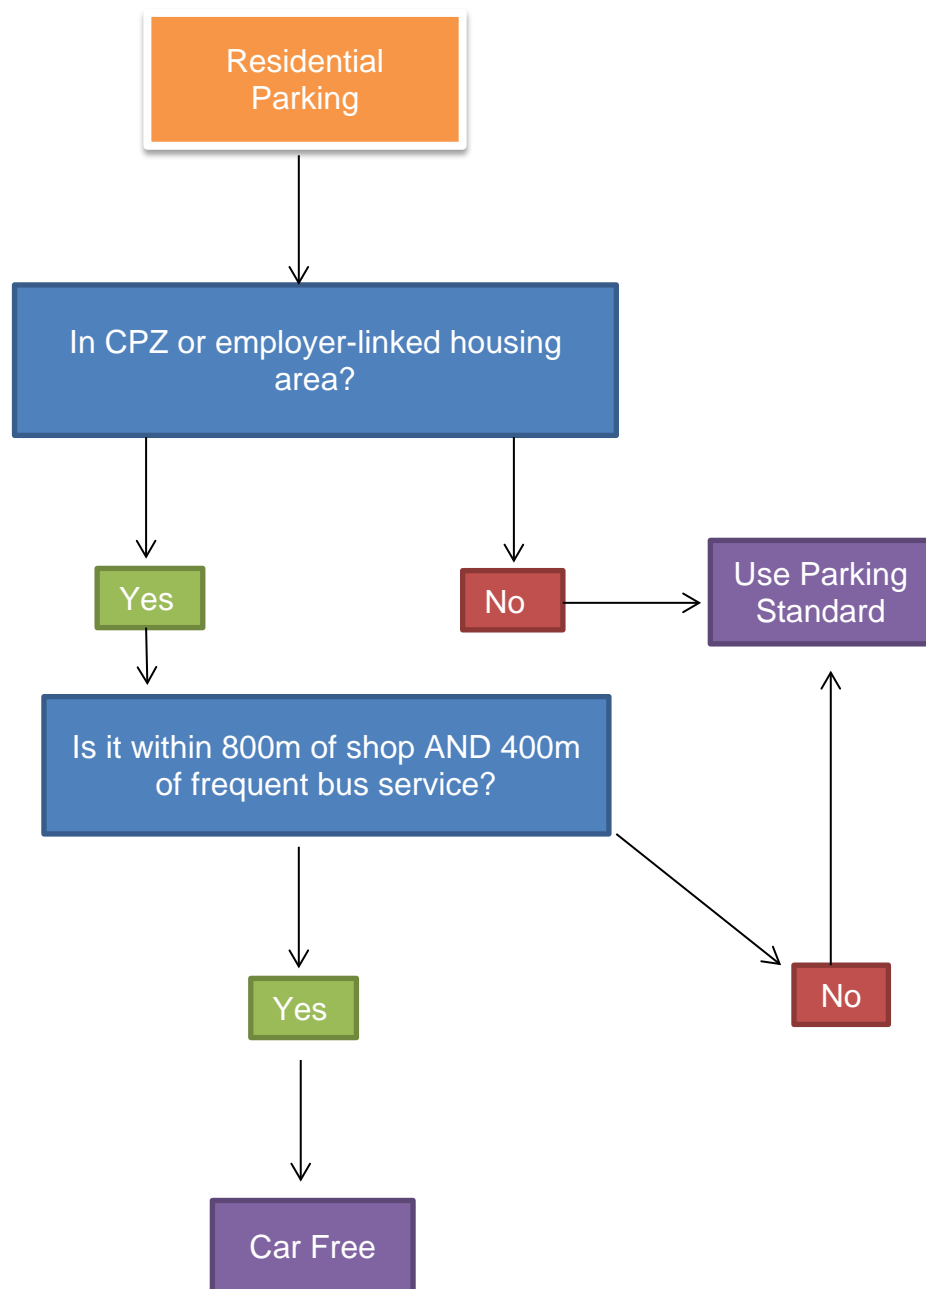 Residential
Parking
In CPZ or employer-linked housing
area?
Yes
No
Use Parking
Standard
Is it within 800m of shop AND 400m
of frequent bus service?
Yes
No
Car Free